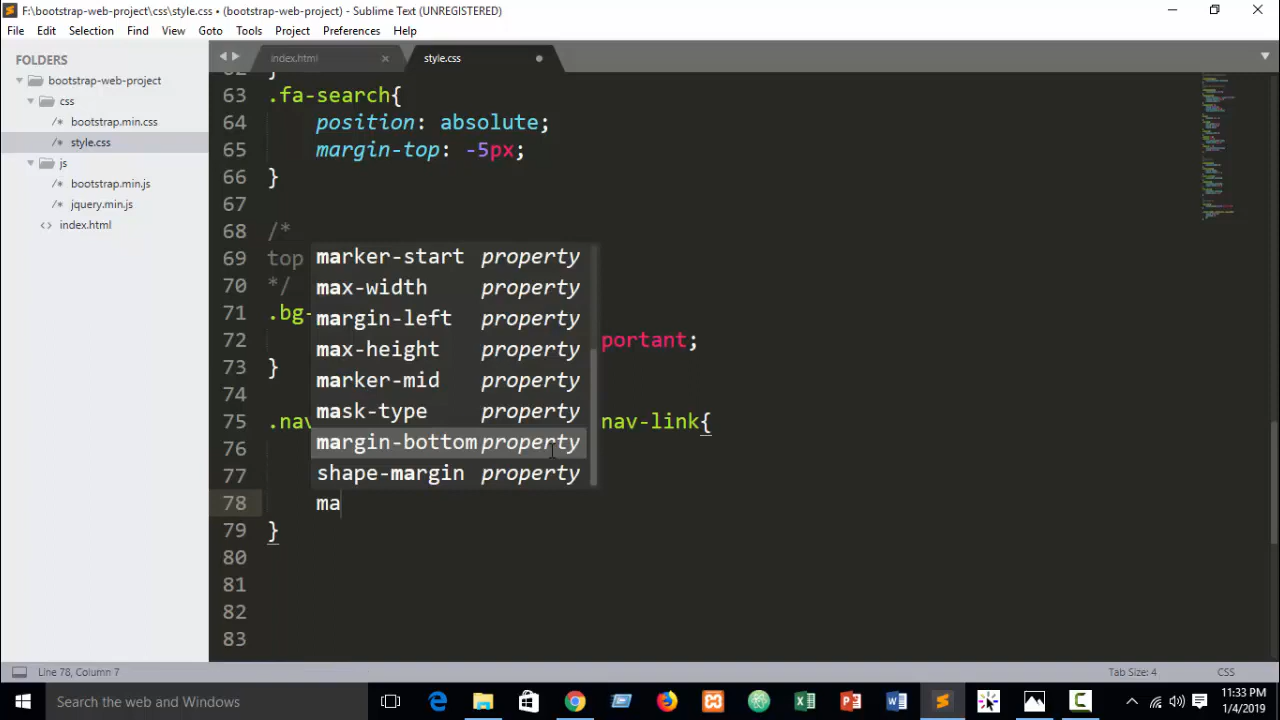 F:\bootstrap-web-project\css\style.css • (bootstrap-web-project) - Sublime Text (UNREGISTERED)
File Edit Selection Find View Goto Tools Project Preferences Help
FOLDERS
bootstrap-web-project
css
/* bootstrap.min.css
/* style.css
js
/* bootstrap.min.js
/* jquery.min.js
<> index.html
index.html
style.css
62 }
63 .fa-search{
64 position: absolute;
65 margin-top: -5px;
66 }
67
68 /*
69 top
70 */
71 .bg-
72 portant;
73 }
74
75 .nav nav-link{
76
77
78 ma
79 }
80
81
82
83
marker-start property
max-width property
margin-left property
max-height property
marker-mid property
mask-type property
margin-bottom property
shape-margin property
Line 78, Column 7
Tab Size: 4
CSS
Search the web and Windows
11:33 PM
1/4/2019